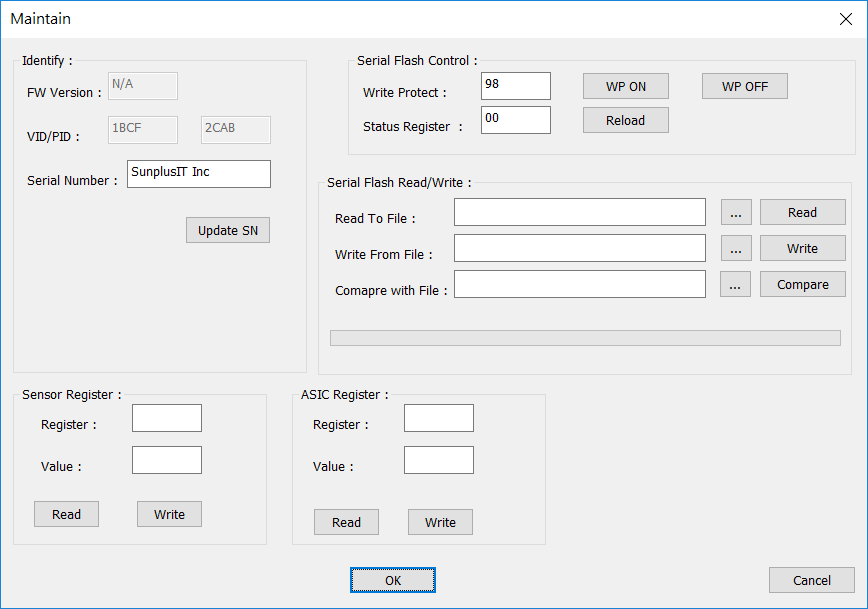 Maintain
Identify :
FW Version : N/A
VID/PID : 1BCF 2CAB
Serial Number : SunplusIT Inc
Update SN
Serial Flash Control :
Write Protect : 98 WP ON WP OFF
Status Register : 00 Reload
Serial Flash Read/Write :
Read To File : ... Read
Write From File : ... Write
Comapre with File : ... Compare
Sensor Register :
Register :
Value :
Read Write
ASIC Register :
Register :
Value :
Read Write
OK Cancel